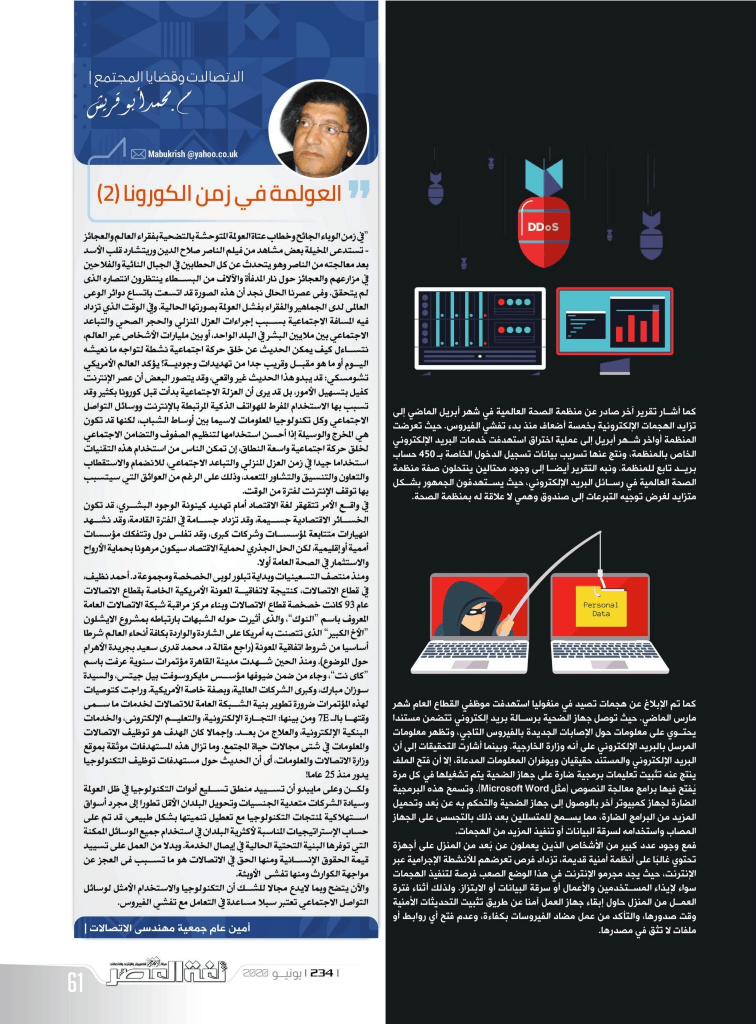 DDoS
كما أشار تقرير آخر صادر عن منظمة الصحة العالمية في شهر أبريل الماضي إلى
تزايد الهجمات الإلكترونية بخمسة أضعاف منذ بدء تفشي الفيروس. حيث تعرضت
المنظمة أواخر شهر أبريل إلى عملية اختراق استهدفت خدمات البريد الإلكتروني
الخاص بالمنظمة. ونتج عنها تسريب بيانات تسجيل الدخول الخاصة بـ 450 حساب
بريد تابع للمنظمة. ونبه التقرير أيضًا إلى وجود محتالين ينتحلون صفة منظمة
الصحة العالمية في رسائل البريد الإلكتروني، حيث يستهدفون الجمهور بشكل
متزايد لغرض توجيه التبرعات إلى صندوق وهمي لا علاقة له بمنظمة الصحة.
Personal
Data
كما تم الإبلاغ عن هجمات تصيد في منغوليا استهدفت موظفي القطاع العام شهر
مارس الماضي. حيث توصل جهاز الضحية برسالة بريد إلكتروني تتضمن مستندا
يحتوي على معلومات حول الإصابات الجديدة بالفيروس التاجي، وتظهر معلومات
المرسل بالبريد الإلكتروني على أنه وزارة الخارجية. وبينما أشارت التحقيقات إلى أن
البريد الإلكتروني والمستند حقيقيان ويوفران المعلومات المدعاة، إلا أن فتح الملف
ينتج عنه تثبيت تعليمات برمجية ضارة على جهاز الضحية يتم تشغيلها في كل مرة
يُفتح فيها برامج معالجة النصوص (مثل Microsoft Word). وتسمح هذه البرمجية
الضارة لجهاز كمبيوتر آخر بالوصول إلى جهاز الضحية والتحكم به عن بُعد وتحميل
المزيد من البرامج الضارة، مما يسمح للمتسللين بعد ذلك بالتجسس على الجهاز
المصاب واستخدامه لسرقة البيانات أو تنفيذ المزيد من الهجمات.
فمع وجود عدد كبير من الأشخاص الذين يعملون عن بُعد من المنزل على أجهزة
تحتوي غالبًا على أنظمة أمنية قديمة. تزداد فرص تعرضهم للأنشطة الإجرامية عبر
الإنترنت، حيث يجد مجرمو الإنترنت في هذا الوضع الصعب فرصة لتنفيذ الهجمات
سواء لإيذاء المستخدمين والأعمال أو سرقة البيانات أو الابتزاز. ولذلك أثناء فترة
العمل من المنزل حاول إبقاء جهاز العمل آمنا عن طريق تثبيت التحديثات الأمنية
وقت صدورها، والتأكد من عمل مضاد الفيروسات بكفاءة، وعدم فتح أي روابط أو
ملفات لا تثق في مصدرها.
الاتصالات وقضايا المجتمع |
م. محمد أبو قريش
Mabukrish @yahoo.co.uk
العولمة في زمن الكورونا (2)
"في زمن الوباء الجائح وخطاب عتاة العولمة المتوحشة بالتضحية بفقراء العالم والعجائز
- تستدعى المخيلة بعض مشاهد من فيلم الناصر صلاح الدين وريتشارد قلب الأسد
بعد معالجته من الناصر وهو يتحدث عن كل الحطابين في الجبال النائية والفلاحين
في مزارعهم والعجائز حول نار المدفأة والآلاف من البسطاء ينتظرون انتصاره الذى
لم يتحقق. وفى عصرنا الحالى نجد أن هذه الصورة قد اتسعت باتساع دوائر الوعى
العالمى لدى الجماهير والفقراء بفشل العولمة بصورتها الحالية. وفي الوقت الذي تزداد
فيه المسافة الاجتماعية بسبب إجراءات العزل المنزلي والحجر الصحي والتباعد
الاجتماعي بين ملايين البشر في البلد الواحد، أو بين مليارات الأشخاص عبر العالم،
نتساءل كيف يمكن الحديث عن خلق حركة اجتماعية نشطة لتواجه ما نعيشه
اليوم أو ما هو مقبل وقريب جدا من تهديدات وجودية؟ يؤكد العالم الأمريكي
تشومسكي: قد يبدو هذا الحديث غير واقعي، وقد يتصور البعض أن عصر الإنترنت
كفيل بتسهيل الأمور، بل قد يرى أن العزلة الاجتماعية بدأت قبل كورونا بكثير وقد
تسبب بها الاستخدام المفرط للهواتف الذكية المرتبطة بالإنترنت ووسائل التواصل
الاجتماعي وكل تكنولوجيا المعلومات لاسيما بين أوساط الشباب، لكنها قد تكون
هي المخرج والوسيلة إذا أحسن استخدامها لتنظيم الصفوف والتضامن الاجتماعي
لخلق حركة اجتماعية واسعة النطاق، إن تمكن الناس من استخدام هذه التقنيات
استخداما جيدا في زمن العزل المنزلي والتباعد الاجتماعي، للانضمام والاستقطاب
والتعاون والتنسيق والتشاور المتعمد، وذلك على الرغم من العوائق التي سيتسبب
بها توقف الإنترنت لفترة من الوقت.
في واقع الأمر تتقهقر لغة الاقتصاد أمام تهديد كينونة الوجود البشري، قد تكون
الخسائر الاقتصادية جسيمة، وقد تزداد جسامة في الفترة القادمة، وقد نشهد
انهيارات متتابعة لمؤسسات وشركات كبرى، وقد تفلس دول وتتفكك مؤسسات
أممية أو إقليمية، لكن الحل الجذري لحماية الاقتصاد سيكون مرهونا بحماية الأرواح
والاستثمار في الصحة العامة أولا.
ومنذ منتصف التسعينيات وبداية تبلور لوبى الخصخصة ومجموعة د. أحمد نظيف،
في قطاع الاتصالات، كنتيجة لاتفاقيـة المعونة الأمريكية الخاصة بقطاع الاتصالات
عام 93 كانت خصخصة قطاع الاتصالات وبناء مركز مراقبة شبكة الاتصالات العامة
المعروف باسم "النوك"، والذى أثيرت حوله الشبهات بارتباطه بمشروع الايشلون
"الأخ الكبير" الذى تتصنت به أمريكا على الشاردة والواردة بكافة أنحاء العالم شرطا
أساسيا من شروط اتفاقية المعونة (راجع مقالة د. محمد قدرى سعيد بجريدة الأهرام
حول الموضوع). ومنذ الحين شهدت مدينة القاهرة مؤتمرات سنوية عرفت باسم
"كاى نت"، وجاء من ضمن ضيوفها مؤسس مايكروسوفت بيل جيتس، والسيدة
سوزان مبارك، وكبرى الشركات العالمية، وبصفة خاصة الأمريكية. وراجت كتوصيات
لهذه المؤتمرات ضرورة تطوير بنية الشبكة العامة للاتصالات لخدمات ما سمى
وقتها بالـ 7E ومن بينها: التجارة الإلكترونية، والتعليم الإلكترونى، والخدمات
البنكية الإلكترونية، والعلاج من بعد. وإجمالا كان الهدف هو توظيف الاتصالات
والمعلومات في شتى مجالات حياة المجتمع. وما تزال هذه المستهدفات موثقة بموقع
وزارة الاتصالات والمعلومات، أى أن الحديث حول مستهدفات توظيف التكنولوجيا
يدور منذ 25 عاما!
ولكن وعلى مايبدو أن تسييد منطق تسليع أدوات التكنولوجيا في ظل العولة
وسيادة الشركات متعدية الجنسيات وتحويل البلدان الأقل تطورا إلى مجرد أسواق
استهلاكية لمنتجات التكنولوجيا مع تعطيل تنميتها بشكل طبيعي، قد تم على
حساب الإستراتيجيات المناسبة لأكثرية البلدان في استخدام جميع الوسائل الممكنة
التي توفرها البنية التحتية الحالية في إيصال الخدمة. وبدلا من العمل على تسييد
قيمة الحقوق الإنسانية ومنها الحق في الاتصالات هو ما تسبب فى العجز عن
مواجهة الكوارث ومنها تفشى الأوبئة.
والآن يتضح وبما لايدع مجالا للشك أن التكنولوجيا والاستخدام الأمثل لوسائل
التواصل الاجتماعي تعتبر سبلا مساعدة في التعامل مع تفشي الفيروس.
أمين عام جمعية مهندسى الاتصالات |
| 234 | يونيو 2020
لغة العصر
61